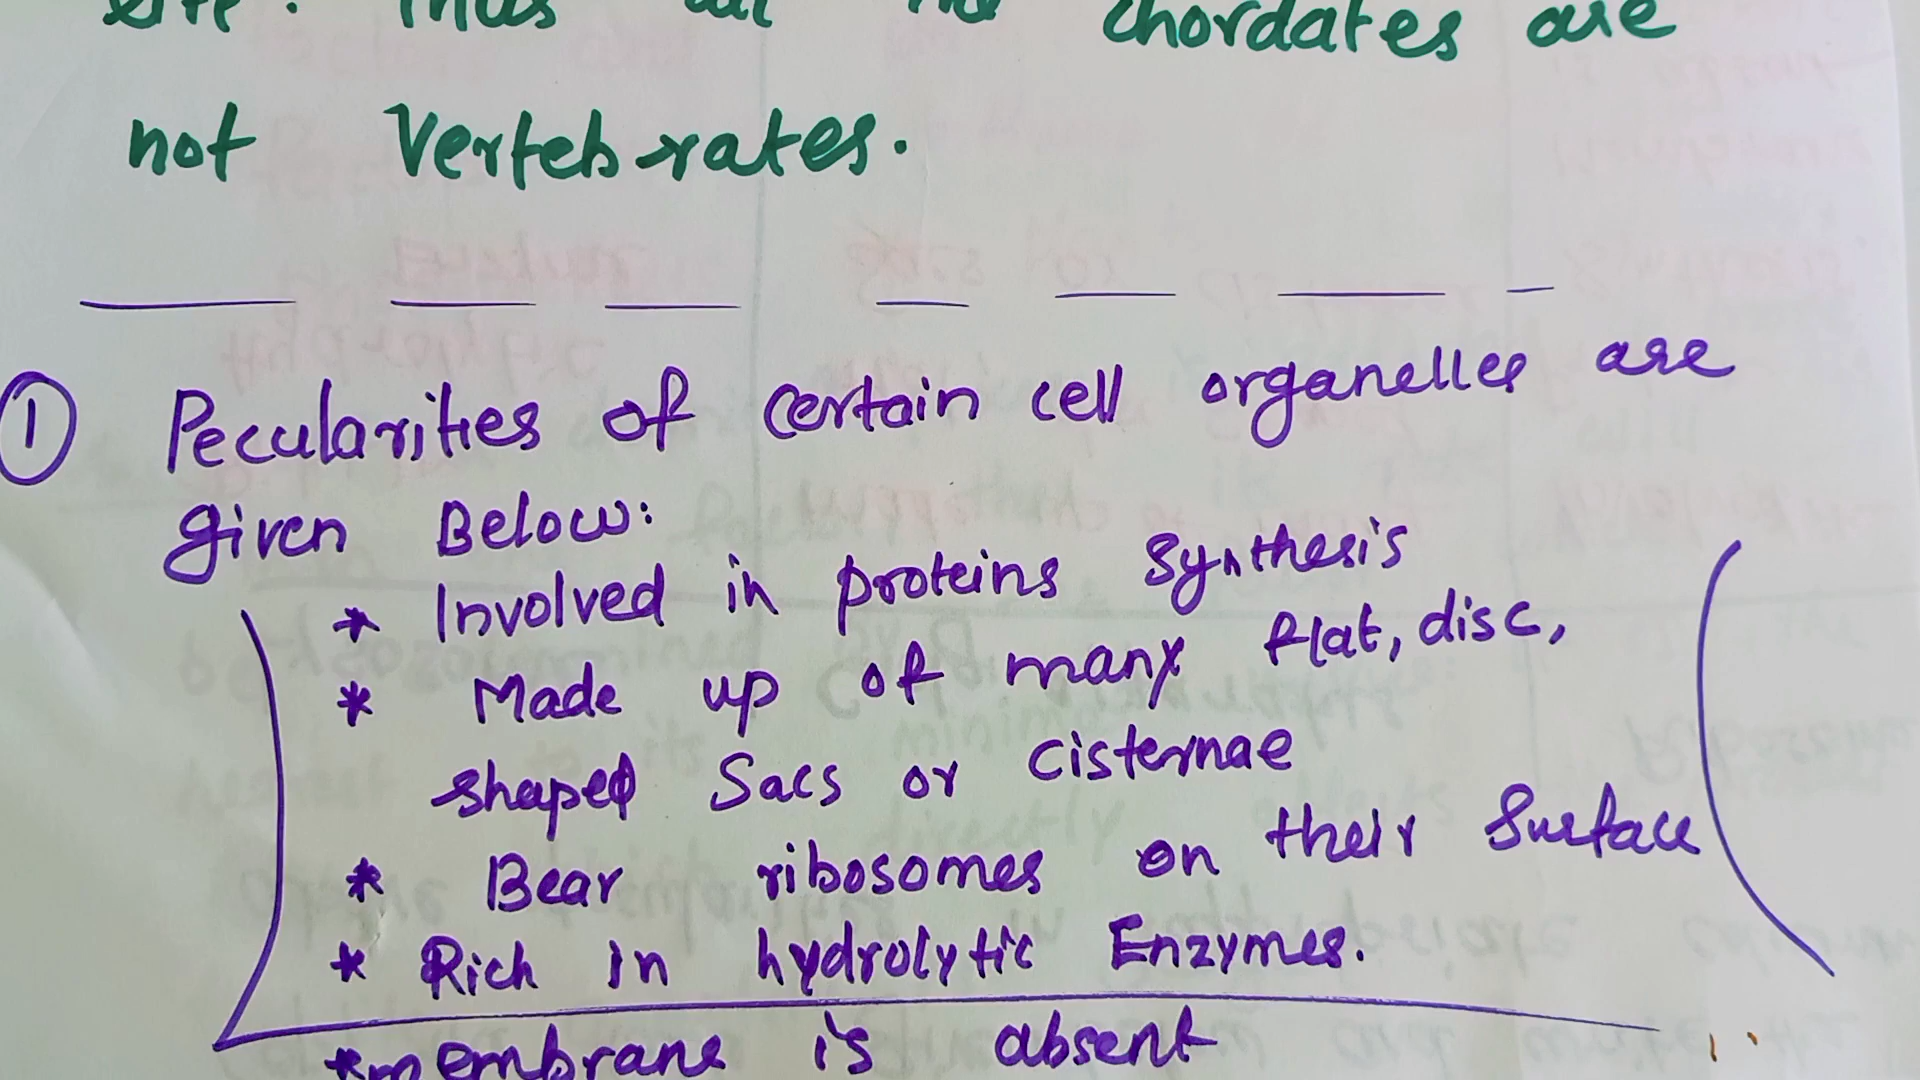 chordates are
not Vertebrates.
① Pecularities of certain cell organelles are
given Below:
* Involved in proteins Synthesis
* Made up of many flat, disc,
shaped Sacs or cisternae
* Bear ribosomes on their Surface
* Rich in hydrolytic Enzymes.
*membrane is absent